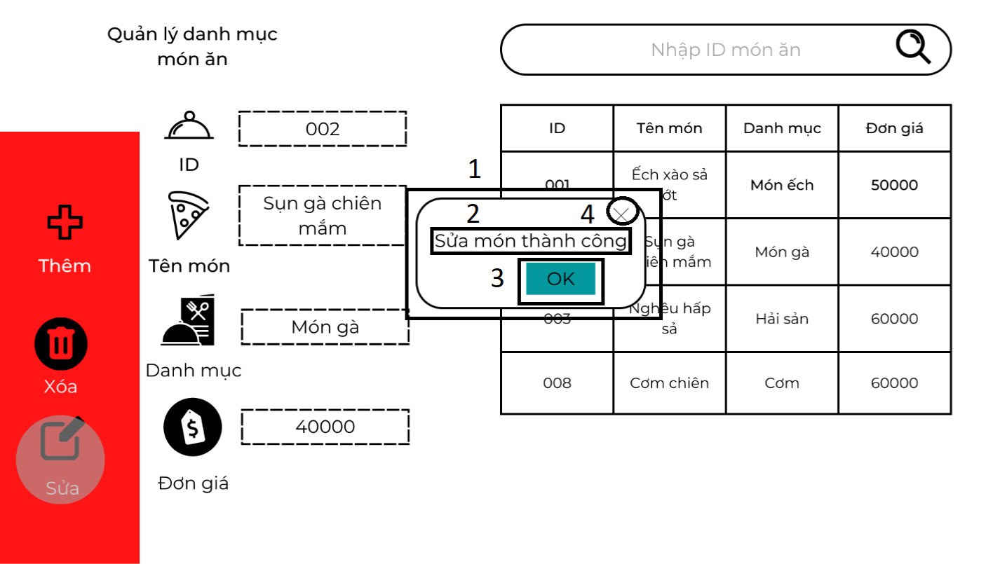 Quản lý danh mục
món ăn
Nhập ID món ăn
002
ID
Sụn gà chiên
mắm
Tên món
Món gà
Danh mục
40000
Đơn giá
Thêm
Xóa
Sửa
ID Tên món Danh mục Đơn giá
001 Ếch xào sả
ớt Món ếch 50000
Sụn gà
chiên mắm Món gà 40000
003 Nghêu hấp
sả Hải sản 60000
008 Cơm chiên Cơm 60000
1
2
4
Sửa món thành công
3
OK